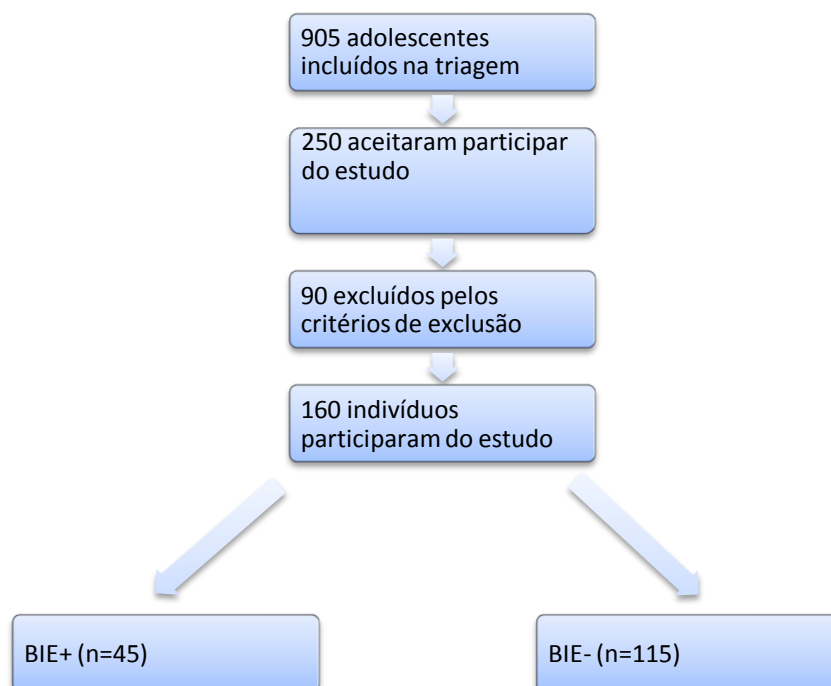 905 adolescentes
incluídos na triagem
250 aceitaram participar
do estudo
90 excluídos pelos
critérios de exclusão
160 indivíduos
participaram do estudo
BIE+ (n=45)
BIE- (n=115)